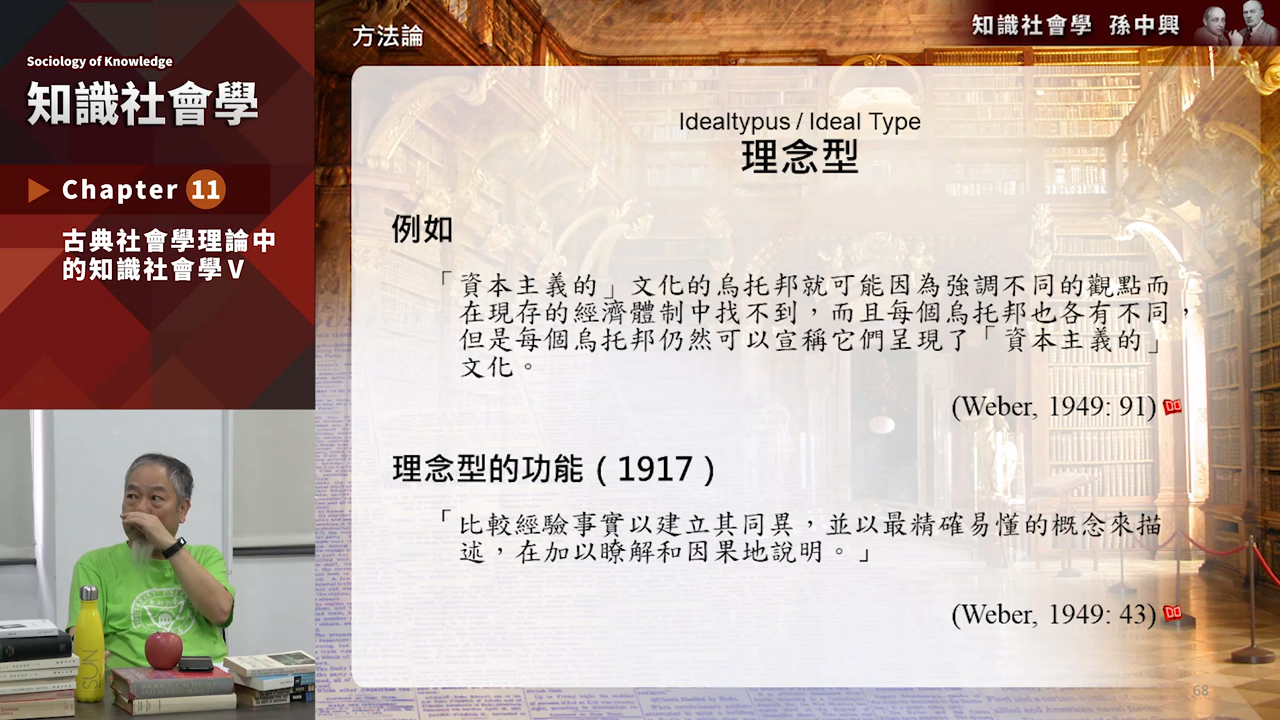 Sociology of Knowledge
知識社會學
Chapter 11
古典社會學理論中
的知識社會學 V
方法論
知識社會學 孫中興
Idealtypus / Ideal Type
理念型
例如
「資本主義的」文化的烏托邦就可能因為強調不同的觀點而
在現存的經濟體制中找不到，而且每個烏托邦也各有不同，
但是每個烏托邦仍然可以宣稱它們呈現了「資本主義的」
文化。
(Weber, 1949: 91)
理念型的功能（1917）
「比較經驗事實以建立其同異，並以最精確易懂的概念來描
述，在加以瞭解和因果地說明。」
(Weber, 1949: 43)
68
SUN